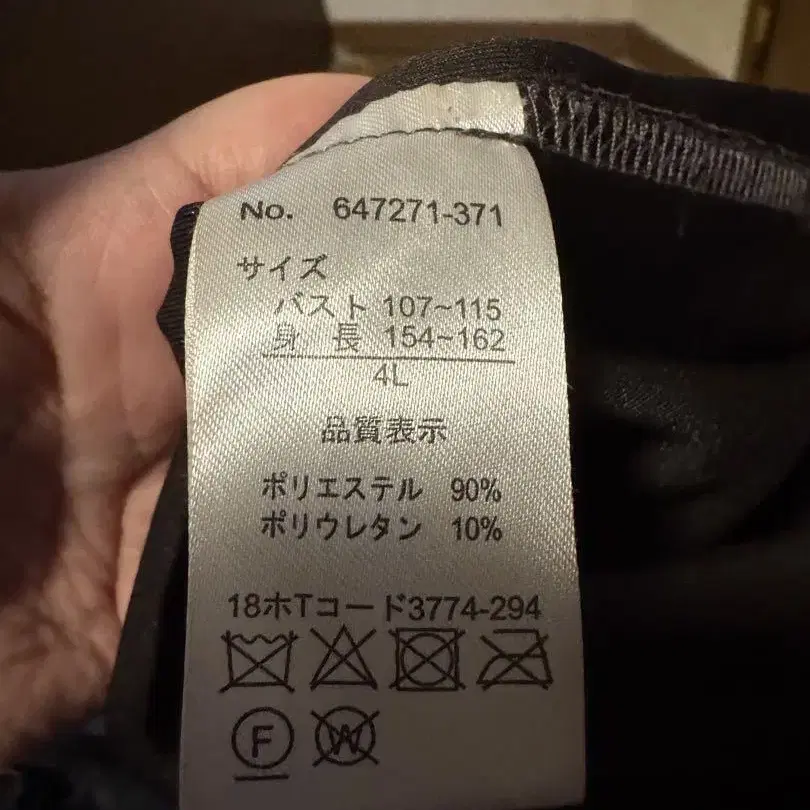 No. 647271-371
サイズ
バスト 107~115
身 長 154~162
4L
品質表示
ポリエステル 90%
ポリウレタン 10%
18ホTコード3774-294
F W